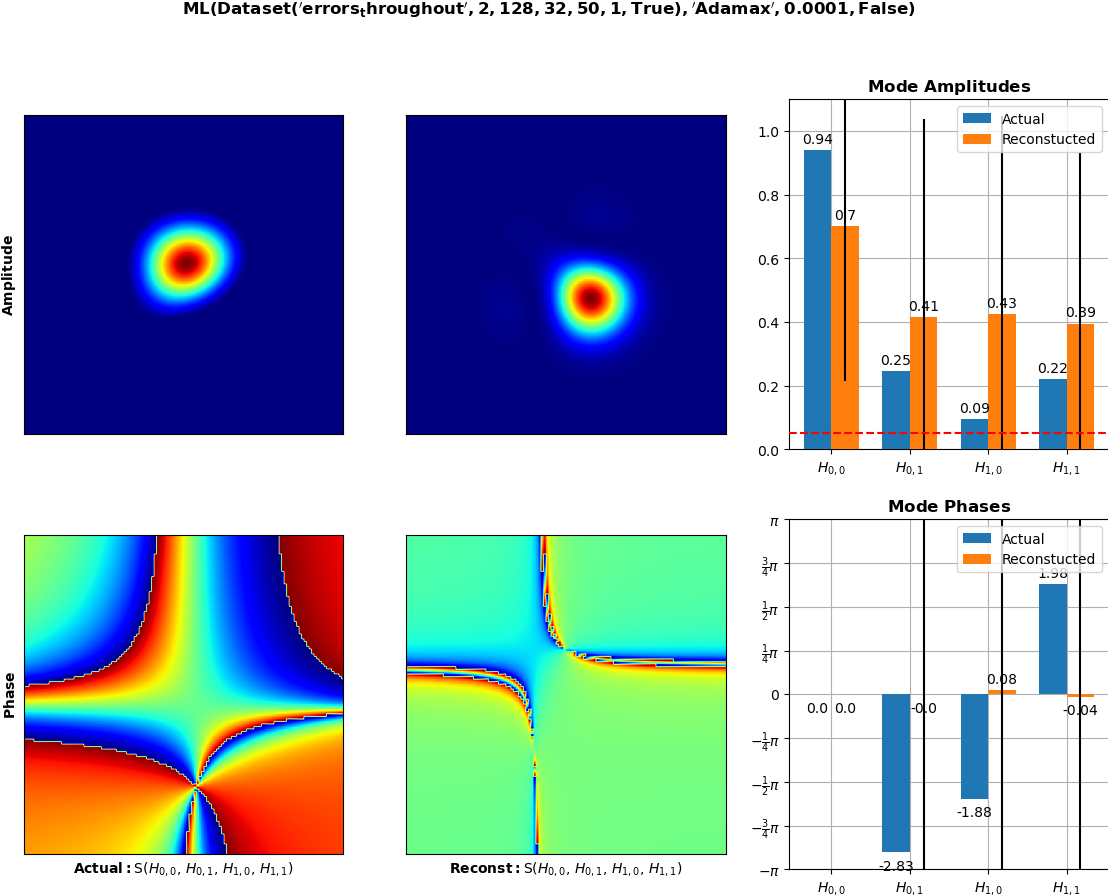 ML(Dataset('errors_throughout', 2, 128, 32, 50, 1, True), 'Adamax', 0.0001, False)
Amplitude
Mode Amplitudes
Actual
Reconstucted
1.0
0.8
0.6
0.4
0.2
0.0
0.94
0.7
0.25
0.41
0.09
0.43
0.22
0.39
H0,0
H0,1
H1,0
H1,1
Phase
Actual: S(H0,0, H0,1, H1,0, H1,1)
Reconst: S(H0,0, H0,1, H1,0, H1,1)
Mode Phases
Actual
Reconstucted
π
3/4π
1/2π
1/4π
0
−1/4π
−1/2π
−3/4π
−π
0.0
0.0
-2.83
-0.0
-1.88
0.08
1.98
-0.04
H0,0
H0,1
H1,0
H1,1